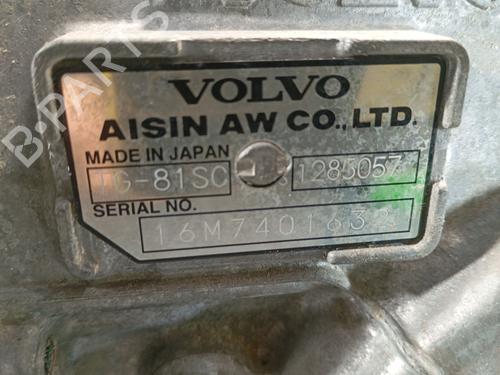 B-PARTS
VOLVO
AISIN AW CO., LTD.
MADE IN JAPAN
TG-81SC 1285057
SERIAL NO.
16M7401632